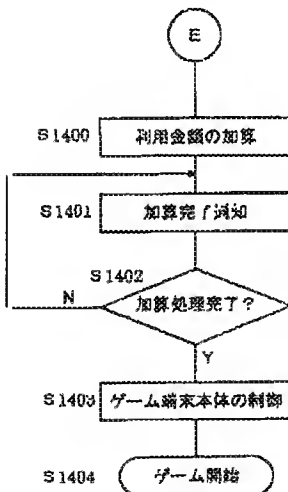 E
S1400 利用金額の加算
S1401 加算完了通知
S1402
加算処理完了？
N
Y
S1403 ゲーム端末本体の制御
S1404 ゲーム開始